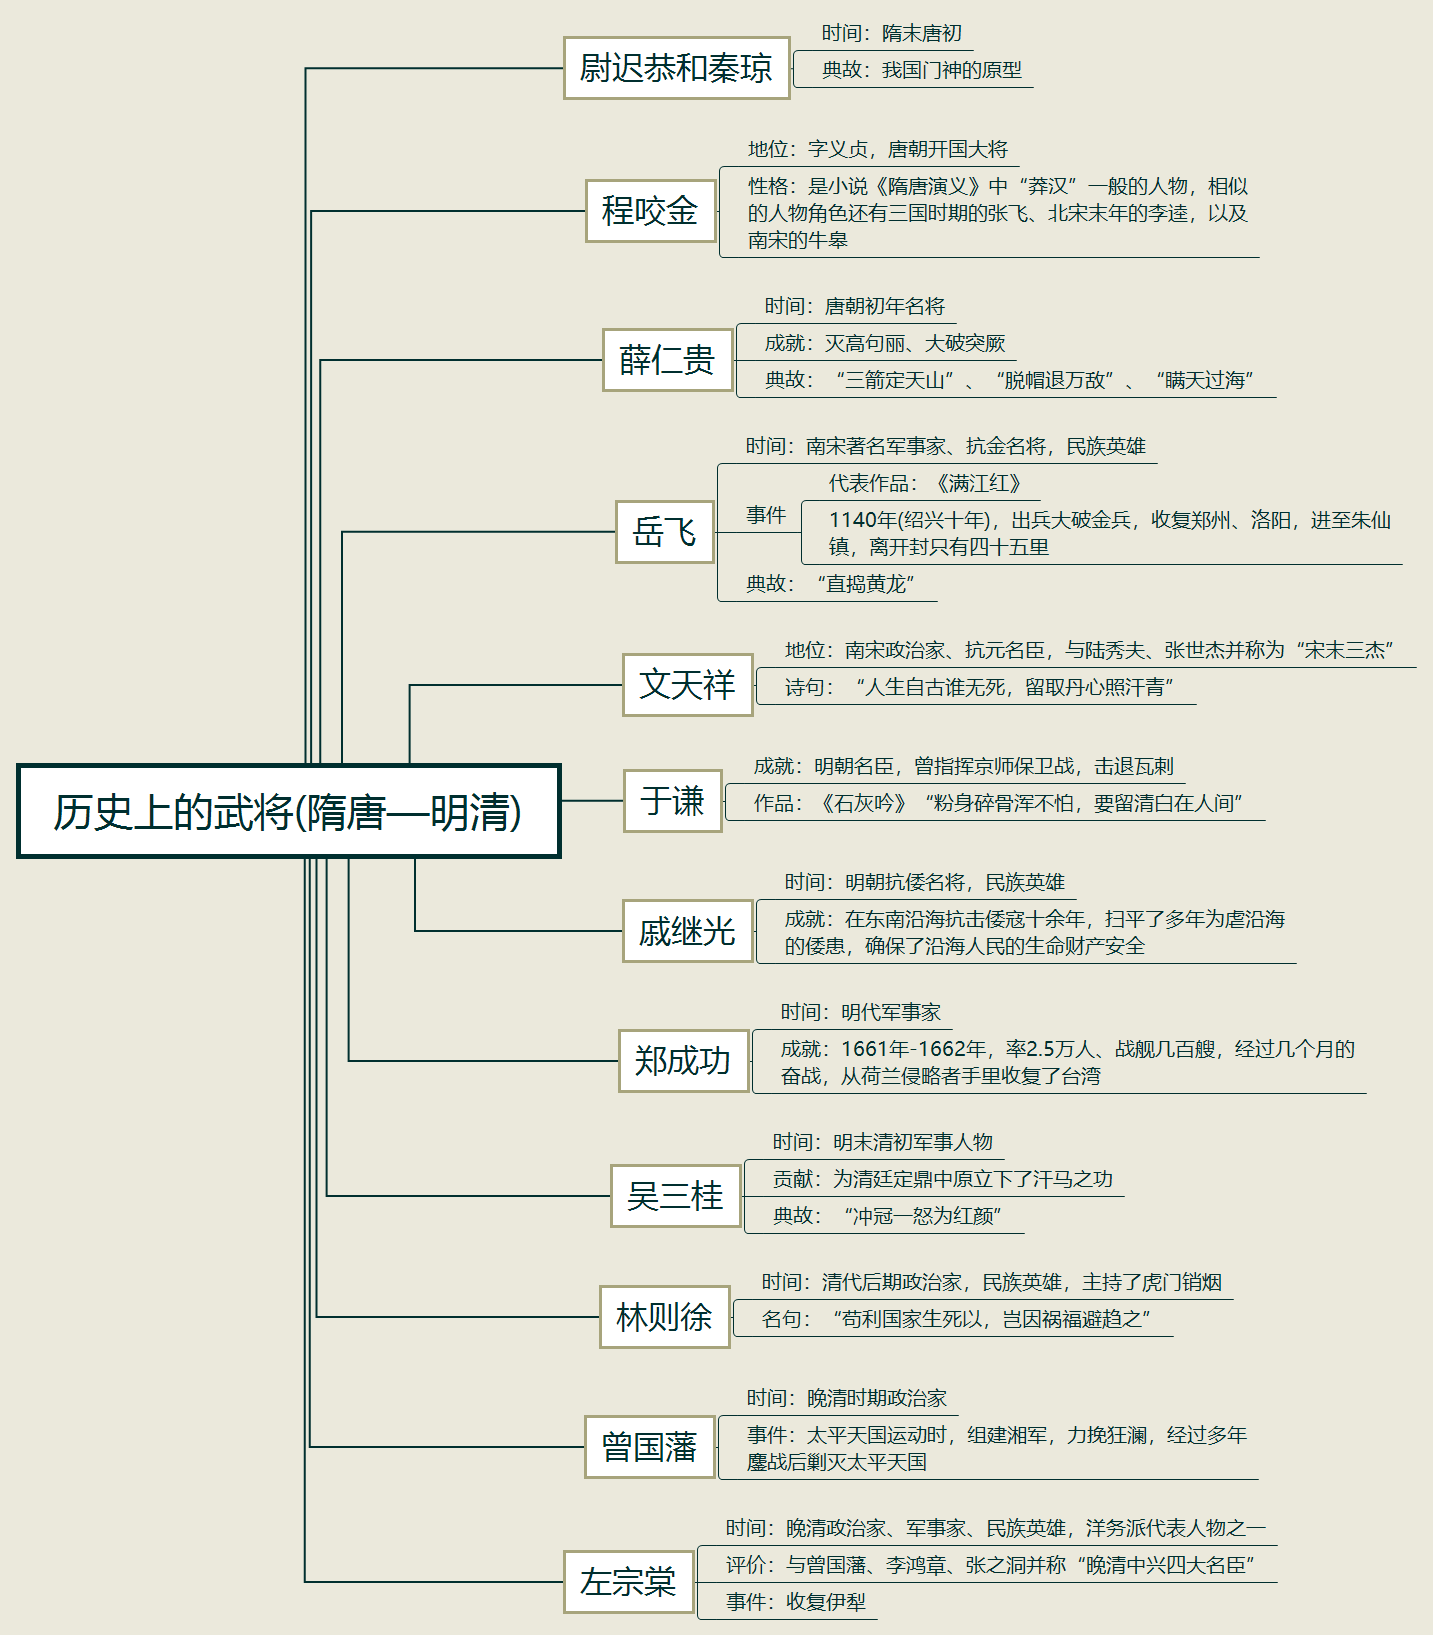 尉迟恭和秦琼
时间：隋末唐初
典故：我国门神的原型
程咬金
地位：字义贞，唐朝开国大将
性格：是小说《隋唐演义》中“莽汉”一般的人物，相似
的人物角色还有三国时期的张飞、北宋末年的李逵，以及
南宋的牛皋
薛仁贵
时间：唐朝初年名将
成就：灭高句丽、大破突厥
典故：“三箭定天山”、“脱帽退万敌”、“瞒天过海”
岳飞
时间：南宋著名军事家、抗金名将，民族英雄
事件
代表作品：《满江红》
1140年(绍兴十年)，出兵大破金兵，收复郑州、洛阳，进至朱仙
镇，离开封只有四十五里
典故：“直捣黄龙”
文天祥
地位：南宋政治家、抗元名臣，与陆秀夫、张世杰并称为“宋末三杰”
诗句：“人生自古谁无死，留取丹心照汗青”
历史上的武将(隋唐—明清)
于谦
成就：明朝名臣，曾指挥京师保卫战，击退瓦剌
作品：《石灰吟》“粉身碎骨浑不怕，要留清白在人间”
戚继光
时间：明朝抗倭名将，民族英雄
成就：在东南沿海抗击倭寇十余年，扫平了多年为虐沿海
的倭患，确保了沿海人民的生命财产安全
郑成功
时间：明代军事家
成就：1661年-1662年，率2.5万人、战舰几百艘，经过几个月的
奋战，从荷兰侵略者手里收复了台湾
吴三桂
时间：明末清初军事人物
贡献：为清廷定鼎中原立下了汗马之功
典故：“冲冠一怒为红颜”
林则徐
时间：清代后期政治家，民族英雄，主持了虎门销烟
名句：“苟利国家生死以，岂因祸福避趋之”
曾国藩
时间：晚清时期政治家
事件：太平天国运动时，组建湘军，力挽狂澜，经过多年
鏖战后剿灭太平天国
左宗棠
时间：晚清政治家、军事家、民族英雄，洋务派代表人物之一
评价：与曾国藩、李鸿章、张之洞并称“晚清中兴四大名臣”
事件：收复伊犁